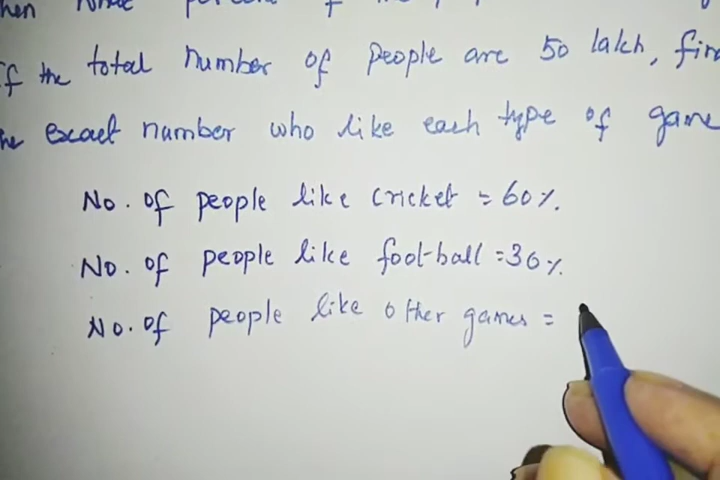 percent
If the total number of people are 50 lakh, find
the exact number who like each type of game
No. of people like cricket = 60%.
No. of people like foot-ball = 30%.
No. of people like other games =